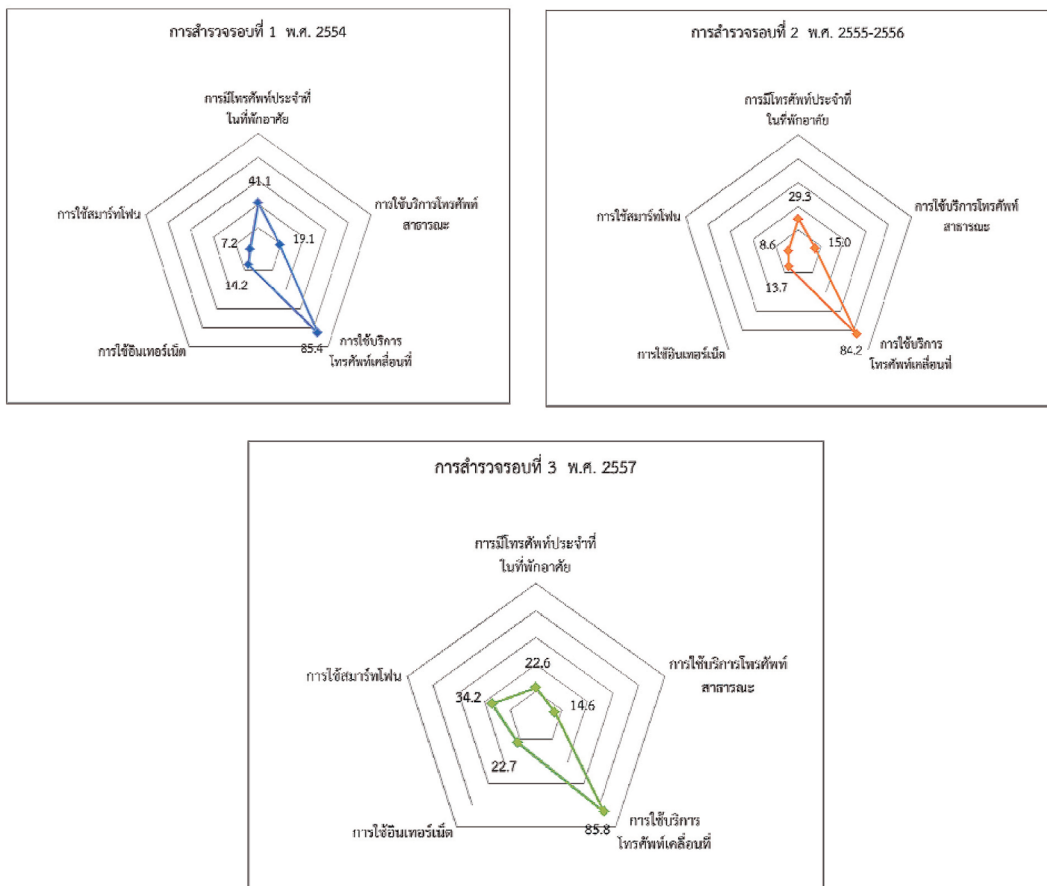 การสำรวจรอบที่ 1 พ.ศ. 2554
การมีโทรศัพท์ประจำที่
ในที่พักอาศัย
41.1
การใช้สมาร์ทโฟน
การใช้บริการโทรศัพท์
สาธารณะ
7.2
19.1
14.2
การใช้อินเทอร์เน็ต
85.4
การใช้บริการ
โทรศัพท์เคลื่อนที่
การสำรวจรอบที่ 2 พ.ศ. 2555-2556
การมีโทรศัพท์ประจำที่
ในที่พักอาศัย
29.3
การใช้สมาร์ทโฟน
การใช้บริการโทรศัพท์
สาธารณะ
8.6
15.0
13.7
การใช้อินเทอร์เน็ต
84.2
การใช้บริการ
โทรศัพท์เคลื่อนที่
การสำรวจรอบที่ 3 พ.ศ. 2557
การมีโทรศัพท์ประจำที่
ในที่พักอาศัย
22.6
การใช้สมาร์ทโฟน
การใช้บริการโทรศัพท์
สาธารณะ
34.2
14.6
22.7
การใช้อินเทอร์เน็ต
85.8
การใช้บริการ
โทรศัพท์เคลื่อนที่